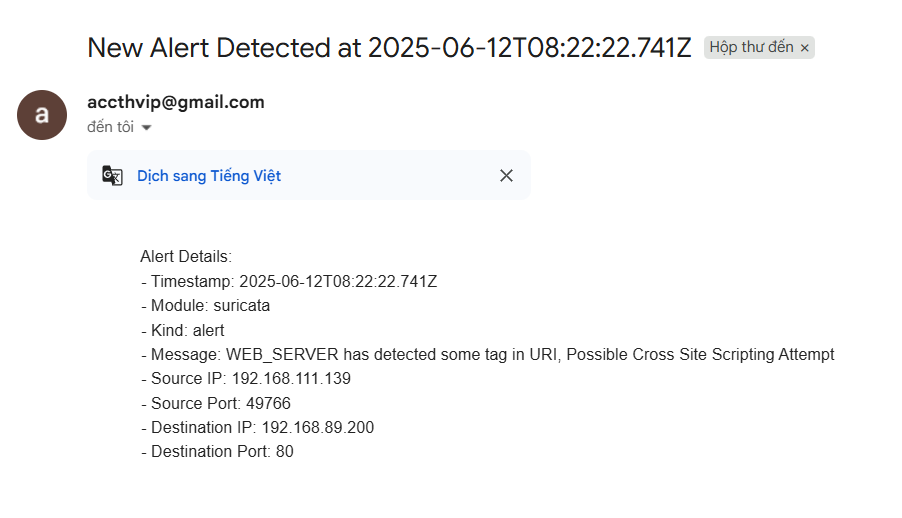 New Alert Detected at 2025-06-12T08:22:22.741Z Hộp thư đến ×
a
accthvip@gmail.com
đến tôi
Dịch sang Tiếng Việt
Alert Details:
- Timestamp: 2025-06-12T08:22:22.741Z
- Module: suricata
- Kind: alert
- Message: WEB_SERVER has detected some tag in URI, Possible Cross Site Scripting Attempt
- Source IP: 192.168.111.139
- Source Port: 49766
- Destination IP: 192.168.89.200
- Destination Port: 80